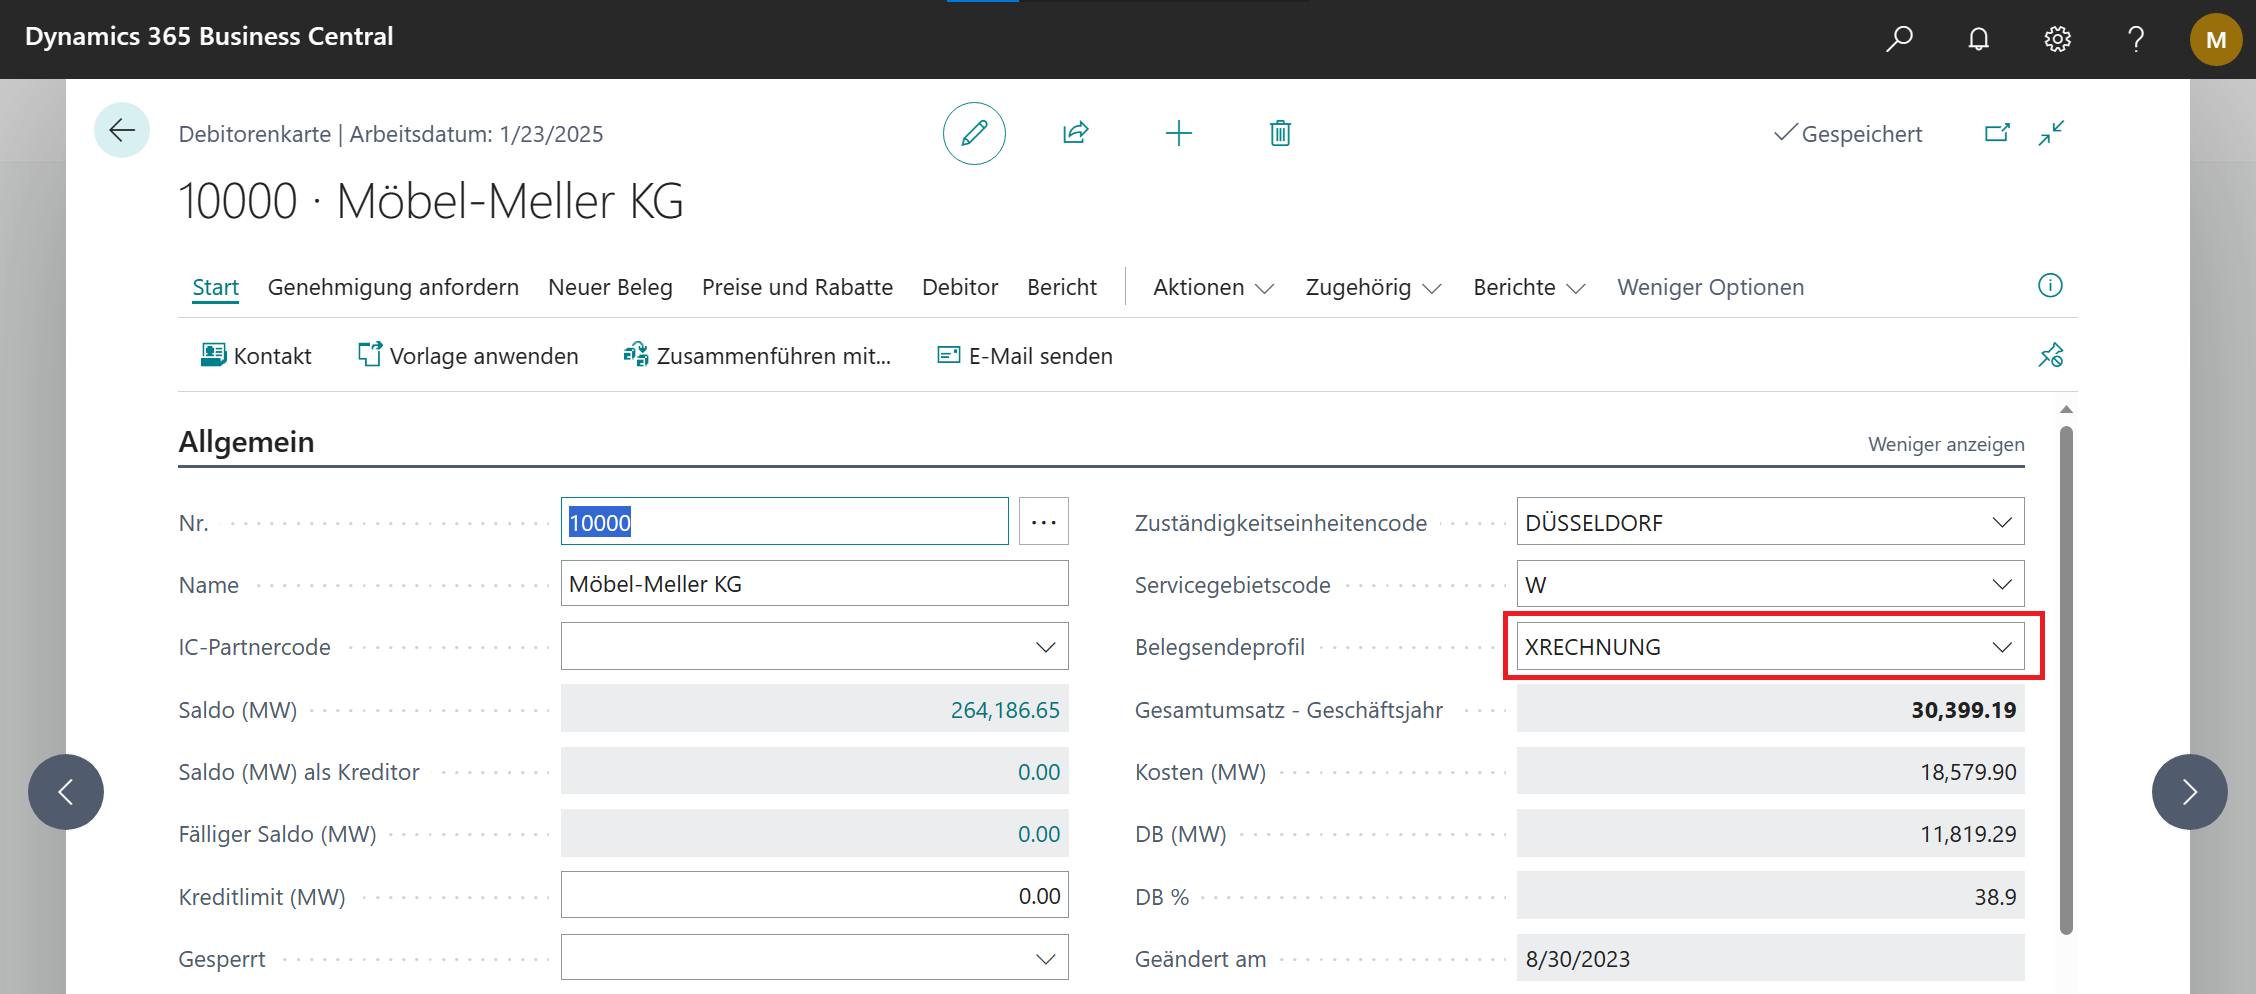 Dynamics 365 Business Central
M
Debitorenkarte | Arbeitsdatum: 1/23/2025
Gespeichert
10000 · Möbel-Meller KG
Start Genehmigung anfordern Neuer Beleg Preise und Rabatte Debitor Bericht Aktionen Zugehörig Berichte Weniger Optionen
Kontakt Vorlage anwenden Zusammenführen mit... E-Mail senden
Allgemein
Weniger anzeigen
Nr. 10000 ...
Name Möbel-Meller KG
IC-Partnercode
Saldo (MW) 264,186.65
Saldo (MW) als Kreditor 0.00
Fälliger Saldo (MW) 0.00
Kreditlimit (MW) 0.00
Gesperrt
Zuständigkeitseinheitencode DÜSSELDORF
Servicegebietscode W
Belegsendeprofil XRECHNUNG
Gesamtumsatz - Geschäftsjahr 30,399.19
Kosten (MW) 18,579.90
DB (MW) 11,819.29
DB % 38.9
Geändert am 8/30/2023